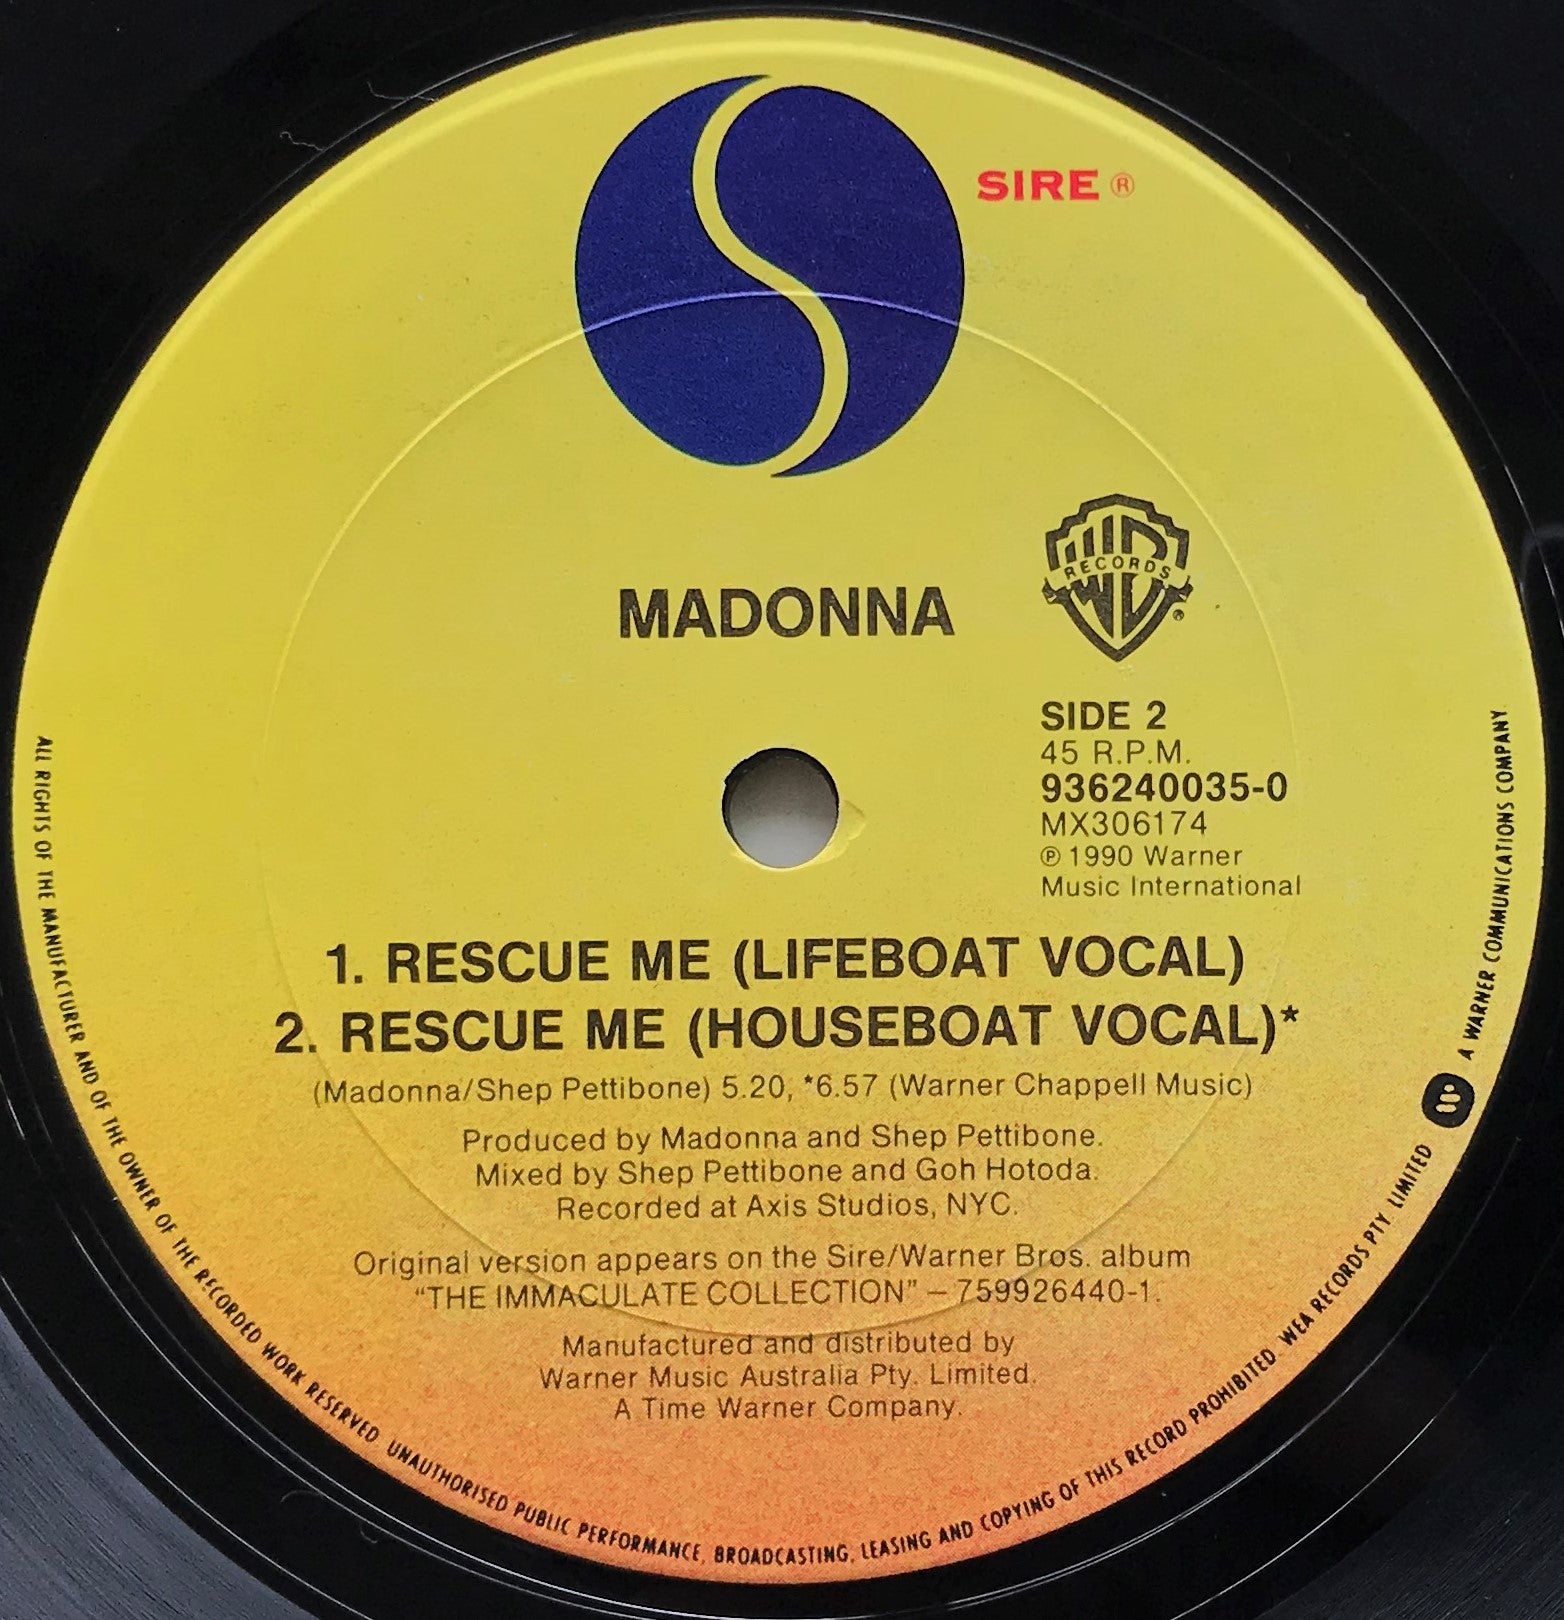 SIRE ®
RECORDS
MADONNA
SIDE 2
45 R.P.M.
936240035-0
MX306174
℗ 1990 Warner
Music International
1. RESCUE ME (LIFEBOAT VOCAL)
2. RESCUE ME (HOUSEBOAT VOCAL)*
(Madonna/Shep Pettibone) 5.20, *6.57 (Warner Chappell Music)
Produced by Madonna and Shep Pettibone.
Mixed by Shep Pettibone and Goh Hotoda.
Recorded at Axis Studios, NYC.
Original version appears on the Sire/Warner Bros. album
“THE IMMACULATE COLLECTION” – 759926440-1.
Manufactured and distributed by
Warner Music Australia Pty. Limited.
A Time Warner Company.
ALL RIGHTS OF THE MANUFACTURER AND OF THE OWNER OF THE RECORDED WORK RESERVED UNAUTHORISED PUBLIC PERFORMANCE, BROADCASTING, LEASING AND COPYING OF THIS RECORD PROHIBITED WEA RECORDS PTY. LIMITED A WARNER COMMUNICATIONS COMPANY